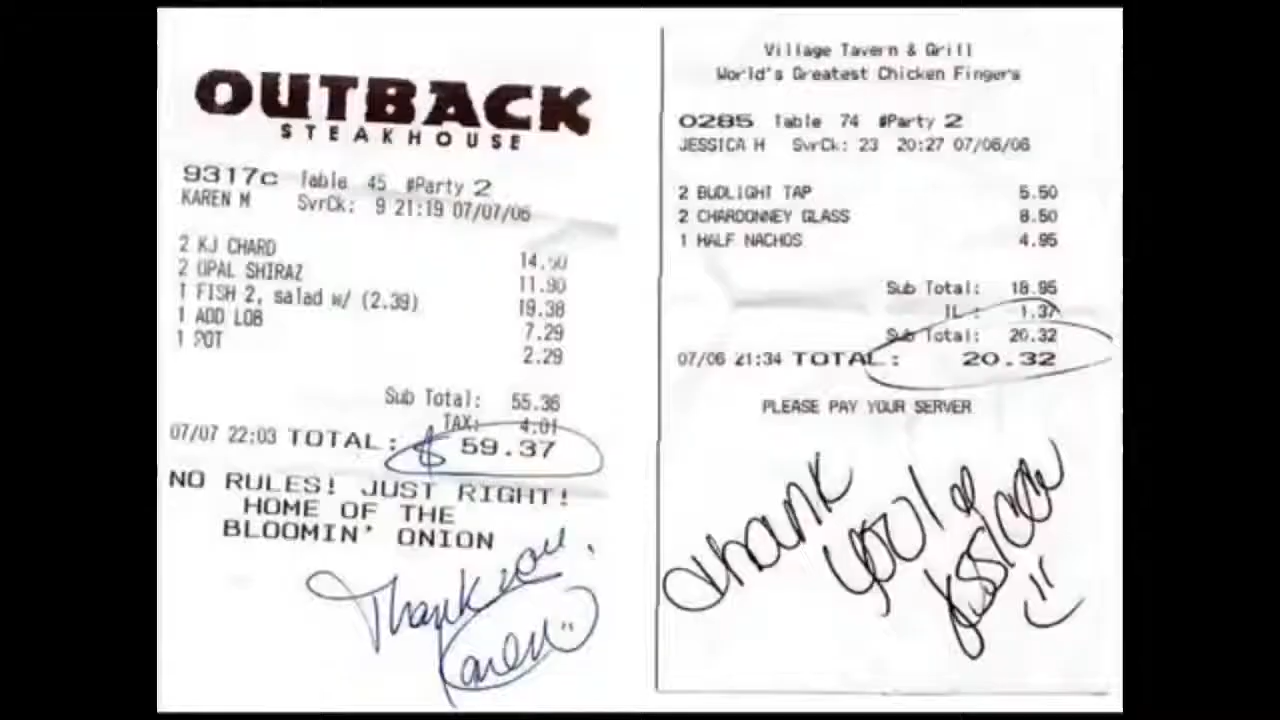 OUTBACK
STEAKHOUSE
9317c Table 45 #Party 2
KAREN M SvrCk: 9 21:19 07/07/06
2 KJ CHARD 14.50
2 OPAL SHIRAZ 11.90
1 FISH 2, salad w/ (2.39) 19.38
1 ADD LOB 7.29
1 POT 2.29
Sub Total: 55.36
TAX: 4.01
07/07 22:03 TOTAL: $ 59.37
NO RULES! JUST RIGHT!
HOME OF THE
BLOOMIN' ONION
Thank you.
Karen
Village Tavern & Grill
World's Greatest Chicken Fingers
0285 Table 74 #Party 2
JESSICA H SvrCk: 23 20:27 07/06/06
2 BUDLIGHT TAP 5.50
2 CHARDONNEY GLASS 8.50
1 HALF NACHOS 4.95
Sub Total: 18.95
IL : 1.37
Sub Total: 20.32
07/06 21:34 TOTAL: 20.32
PLEASE PAY YOUR SERVER
Thank
you!
Jessica